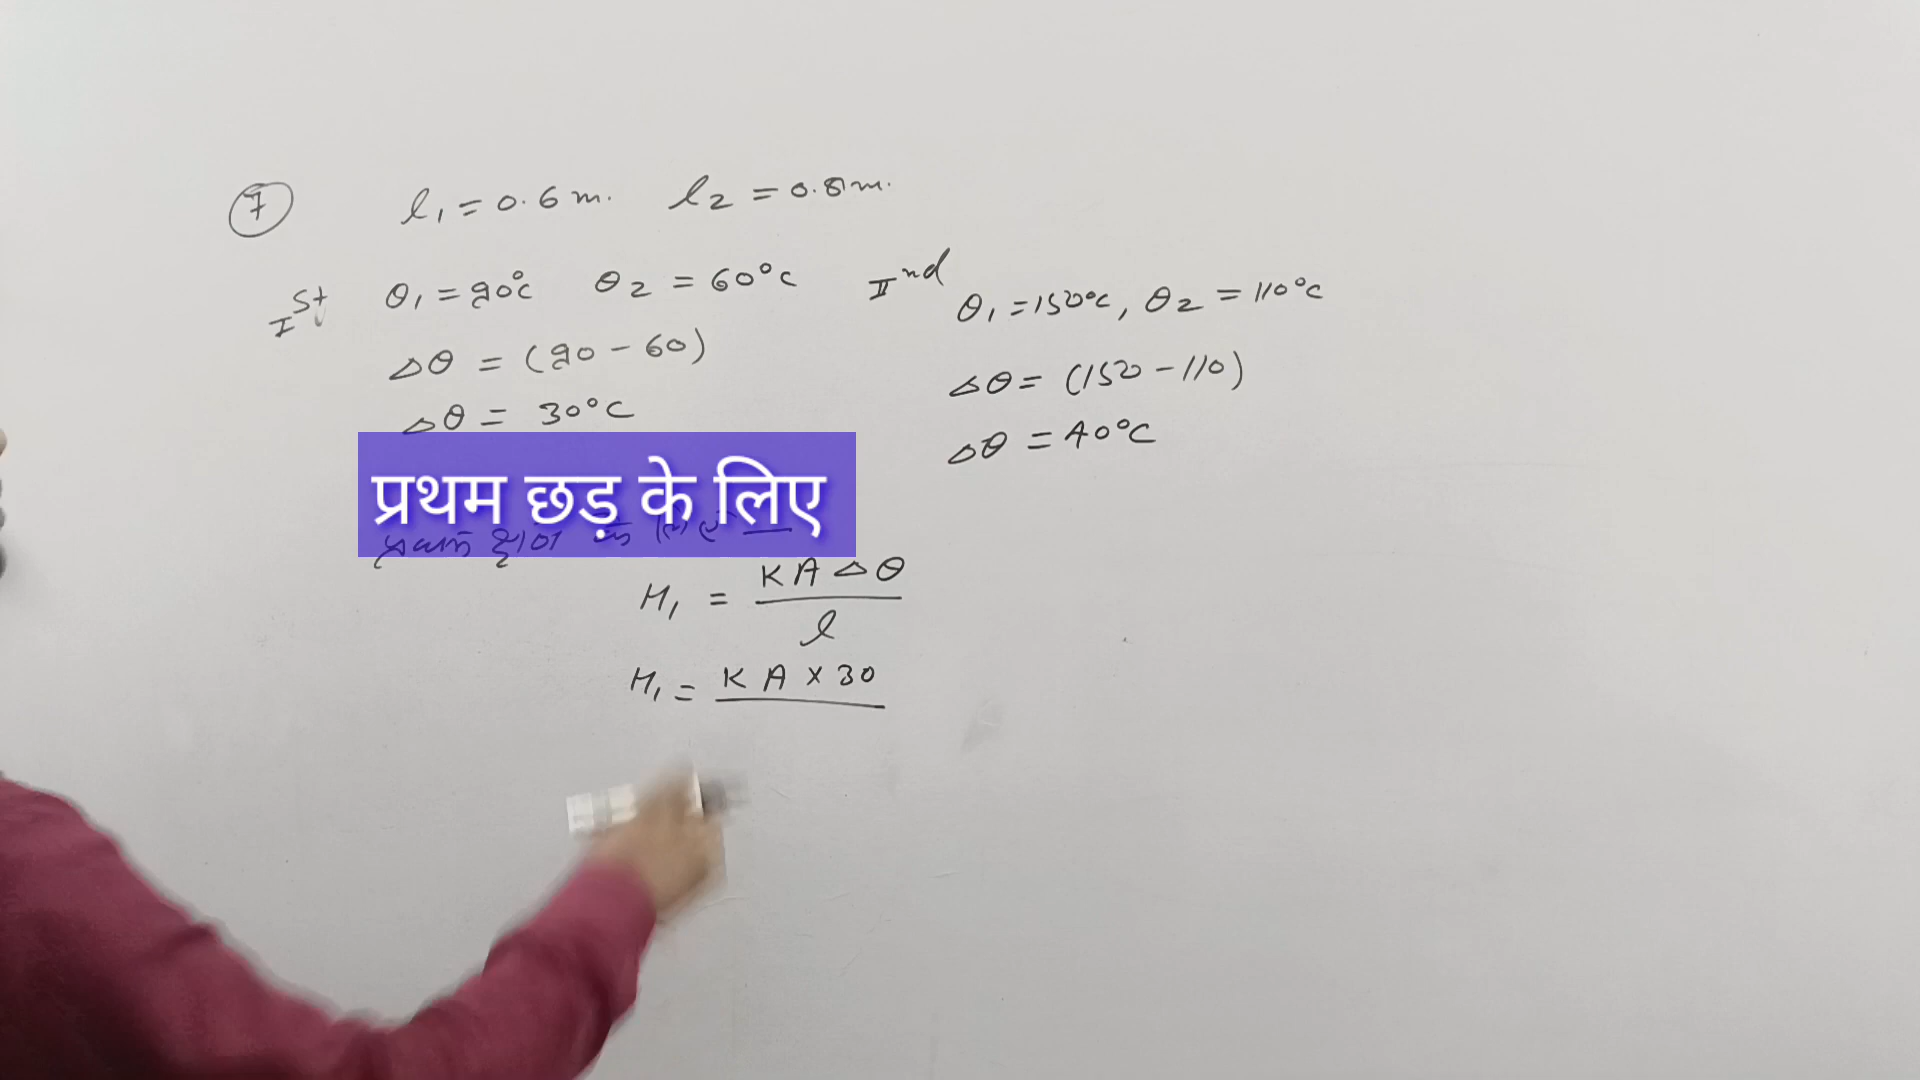 7 l₁ = 0.6 m. l₂ = 0.8 m.
Ist θ₁ = 90°c θ₂ = 60°c IInd θ₁ = 150°c, θ₂ = 110°c
Δθ = (90 - 60) Δθ = (150 - 110)
Δθ = 30°C Δθ = 40°C
प्रथम छड़ के लिए
के लिए
H₁ = KAΔθ / l
H₁ = KA × 30